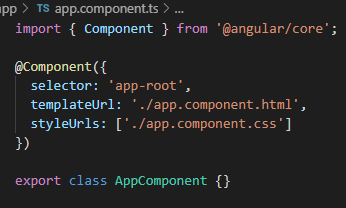 app > app.component.ts > ...
import { Component } from '@angular/core';
@Component({
  selector: 'app-root',
  templateUrl: './app.component.html',
  styleUrls: ['./app.component.css']
})
export class AppComponent {}